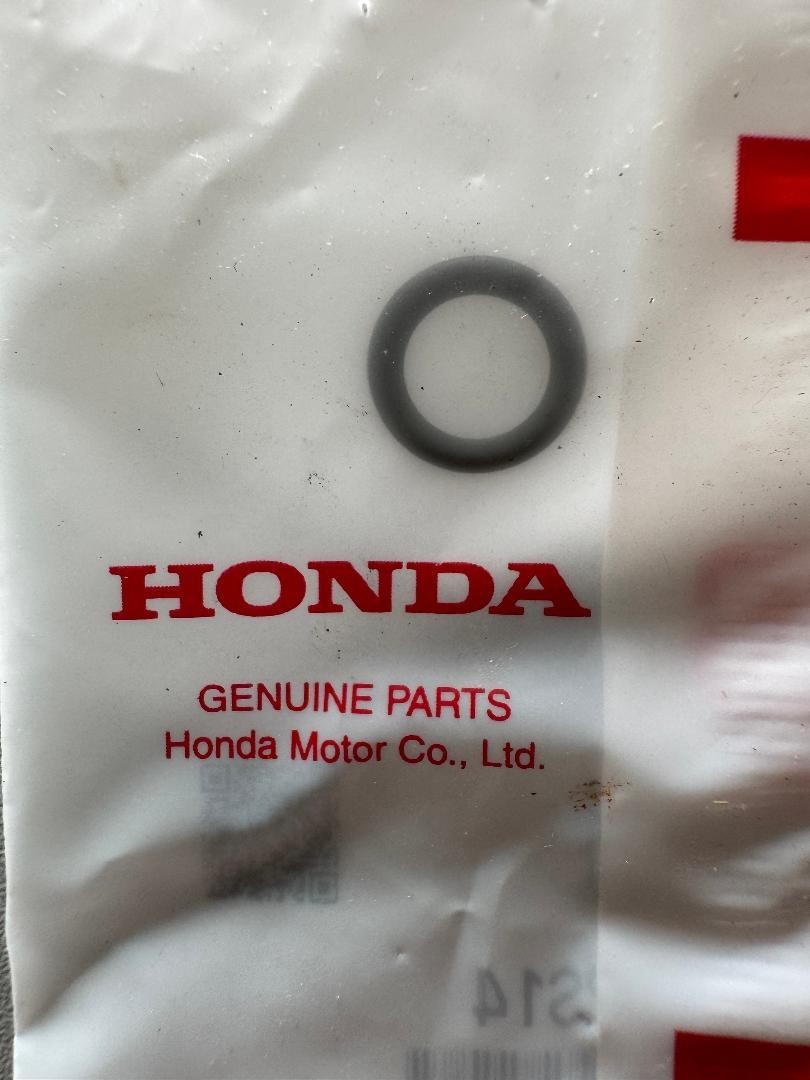 HONDA
GENUINE PARTS
Honda Motor Co., Ltd.